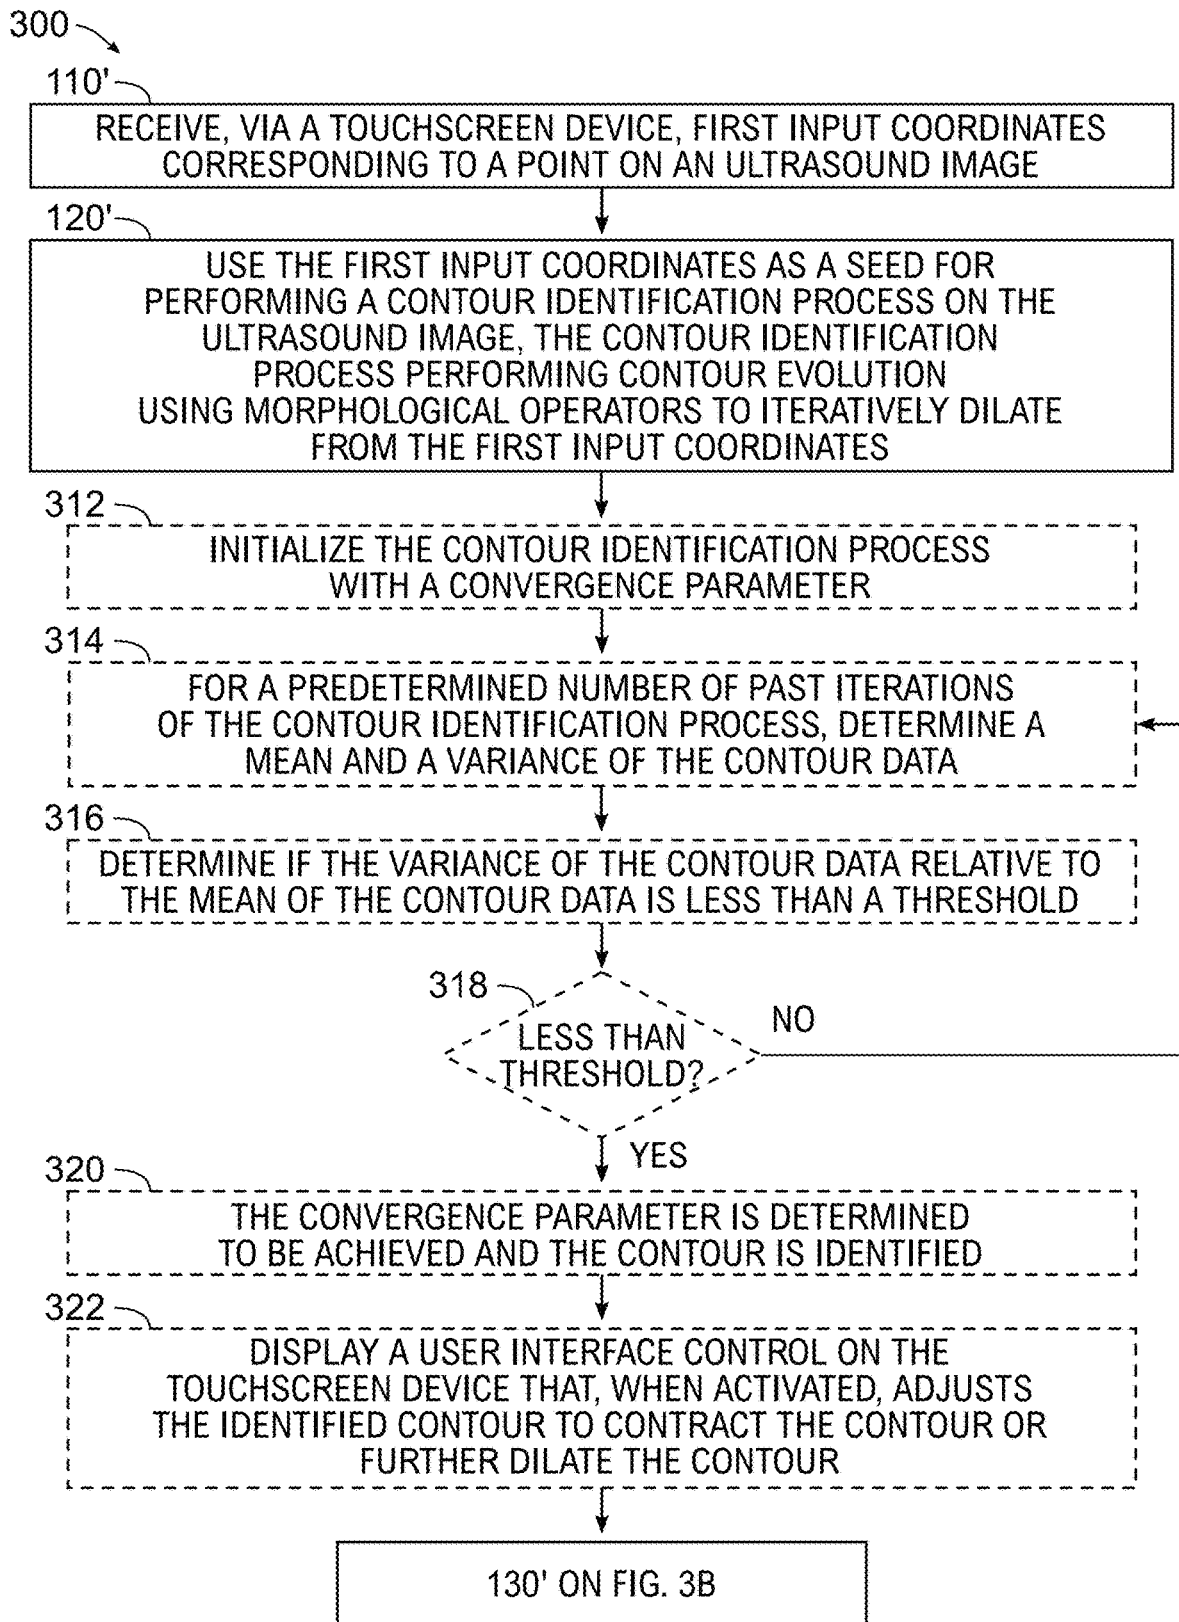 300
110'
RECEIVE, VIA A TOUCHSCREEN DEVICE, FIRST INPUT COORDINATES
CORRESPONDING TO A POINT ON AN ULTRASOUND IMAGE
120'
USE THE FIRST INPUT COORDINATES AS A SEED FOR
PERFORMING A CONTOUR IDENTIFICATION PROCESS ON THE
ULTRASOUND IMAGE, THE CONTOUR IDENTIFICATION
PROCESS PERFORMING CONTOUR EVOLUTION
USING MORPHOLOGICAL OPERATORS TO ITERATIVELY DILATE
FROM THE FIRST INPUT COORDINATES
312
INITIALIZE THE CONTOUR IDENTIFICATION PROCESS
WITH A CONVERGENCE PARAMETER
314
FOR A PREDETERMINED NUMBER OF PAST ITERATIONS
OF THE CONTOUR IDENTIFICATION PROCESS, DETERMINE A
MEAN AND A VARIANCE OF THE CONTOUR DATA
316
DETERMINE IF THE VARIANCE OF THE CONTOUR DATA RELATIVE TO
THE MEAN OF THE CONTOUR DATA IS LESS THAN A THRESHOLD
318
LESS THAN
THRESHOLD?
NO
YES
320
THE CONVERGENCE PARAMETER IS DETERMINED
TO BE ACHIEVED AND THE CONTOUR IS IDENTIFIED
322
DISPLAY A USER INTERFACE CONTROL ON THE
TOUCHSCREEN DEVICE THAT, WHEN ACTIVATED, ADJUSTS
THE IDENTIFIED CONTOUR TO CONTRACT THE CONTOUR OR
FURTHER DILATE THE CONTOUR
130' ON FIG. 3B